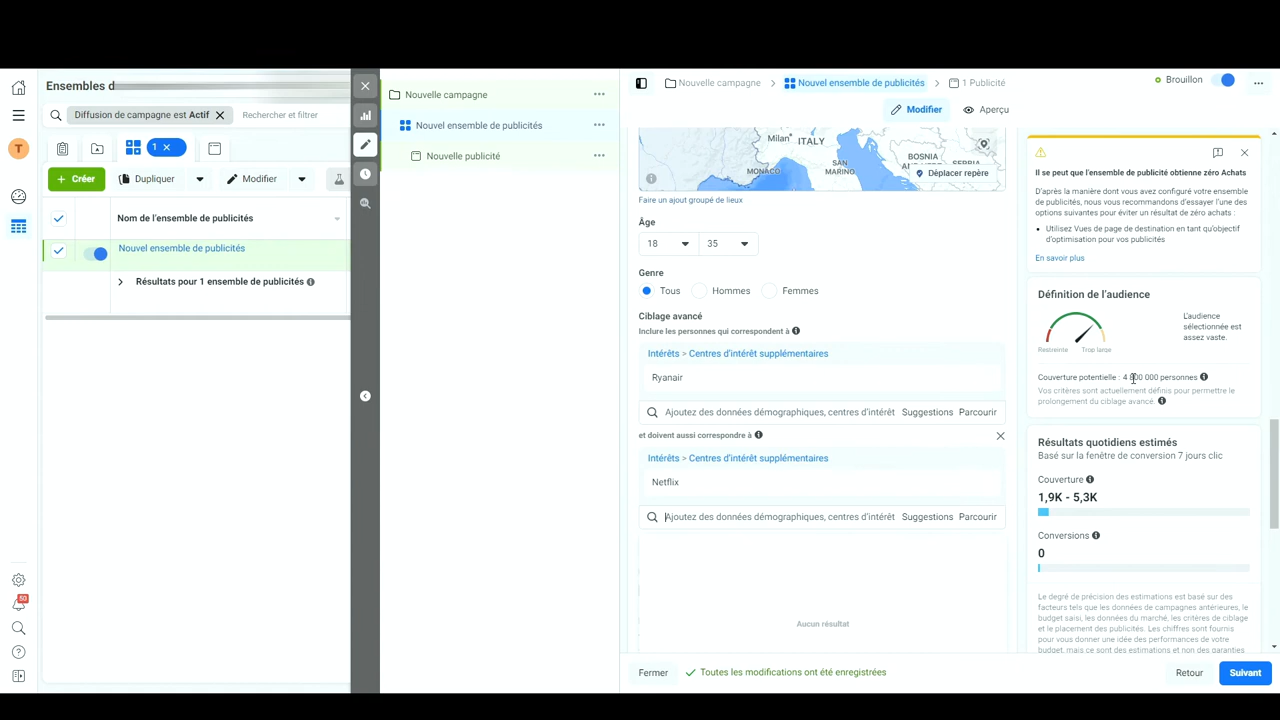 Ensembles d
Diffusion de campagne est Actif
Rechercher et filtrer
T
1
Créer
Dupliquer
Modifier
Nom de l'ensemble de publicités
Nouvel ensemble de publicités
Résultats pour 1 ensemble de publicités
50
Nouvelle campagne
Nouvel ensemble de publicités
Nouvelle publicité
Nouvelle campagne
Nouvel ensemble de publicités
1 Publicité
Brouillon
Modifier
Aperçu
Milan
ITALY
MONACO
SAN
MARINO
BOSNIA
AND
SERBIA
Déplacer repère
Faire un ajout groupé de lieux
Âge
18
35
Genre
Tous
Hommes
Femmes
Ciblage avancé
Inclure les personnes qui correspondent à
Intérêts > Centres d'intérêt supplémentaires
Ryanair
Ajoutez des données démographiques, centres d'intérêt
Suggestions
Parcourir
et doivent aussi correspondre à
Intérêts > Centres d'intérêt supplémentaires
Netflix
Ajoutez des données démographiques, centres d'intérêt
Suggestions
Parcourir
Aucun résultat
Fermer
Toutes les modifications ont été enregistrées
Il se peut que l'ensemble de publicité obtienne zéro Achats
D'après la manière dont vous avez configuré votre ensemble
de publicités, nous vous recommandons d'essayer l'une des
options suivantes pour éviter un résultat de zéro achats :
• Utilisez Vues de page de destination en tant qu'objectif
d'optimisation pour vos publicités
En savoir plus
Définition de l'audience
Restreinte
Trop large
L'audience
sélectionnée est
assez vaste.
Couverture potentielle : 4 800 000 personnes
Vos critères sont actuellement définis pour permettre le
prolongement du ciblage avancé.
Résultats quotidiens estimés
Basé sur la fenêtre de conversion 7 jours clic
Couverture
1,9K - 5,3K
Conversions
0
Le degré de précision des estimations est basé sur des
facteurs tels que les données de campagnes antérieures, le
budget saisi, les données du marché, les critères de ciblage
et le placement des publicités. Les chiffres sont fournis
pour vous donner une idée des performances de votre
budget, mais ce sont des estimations et non des garanties
Retour
Suivant